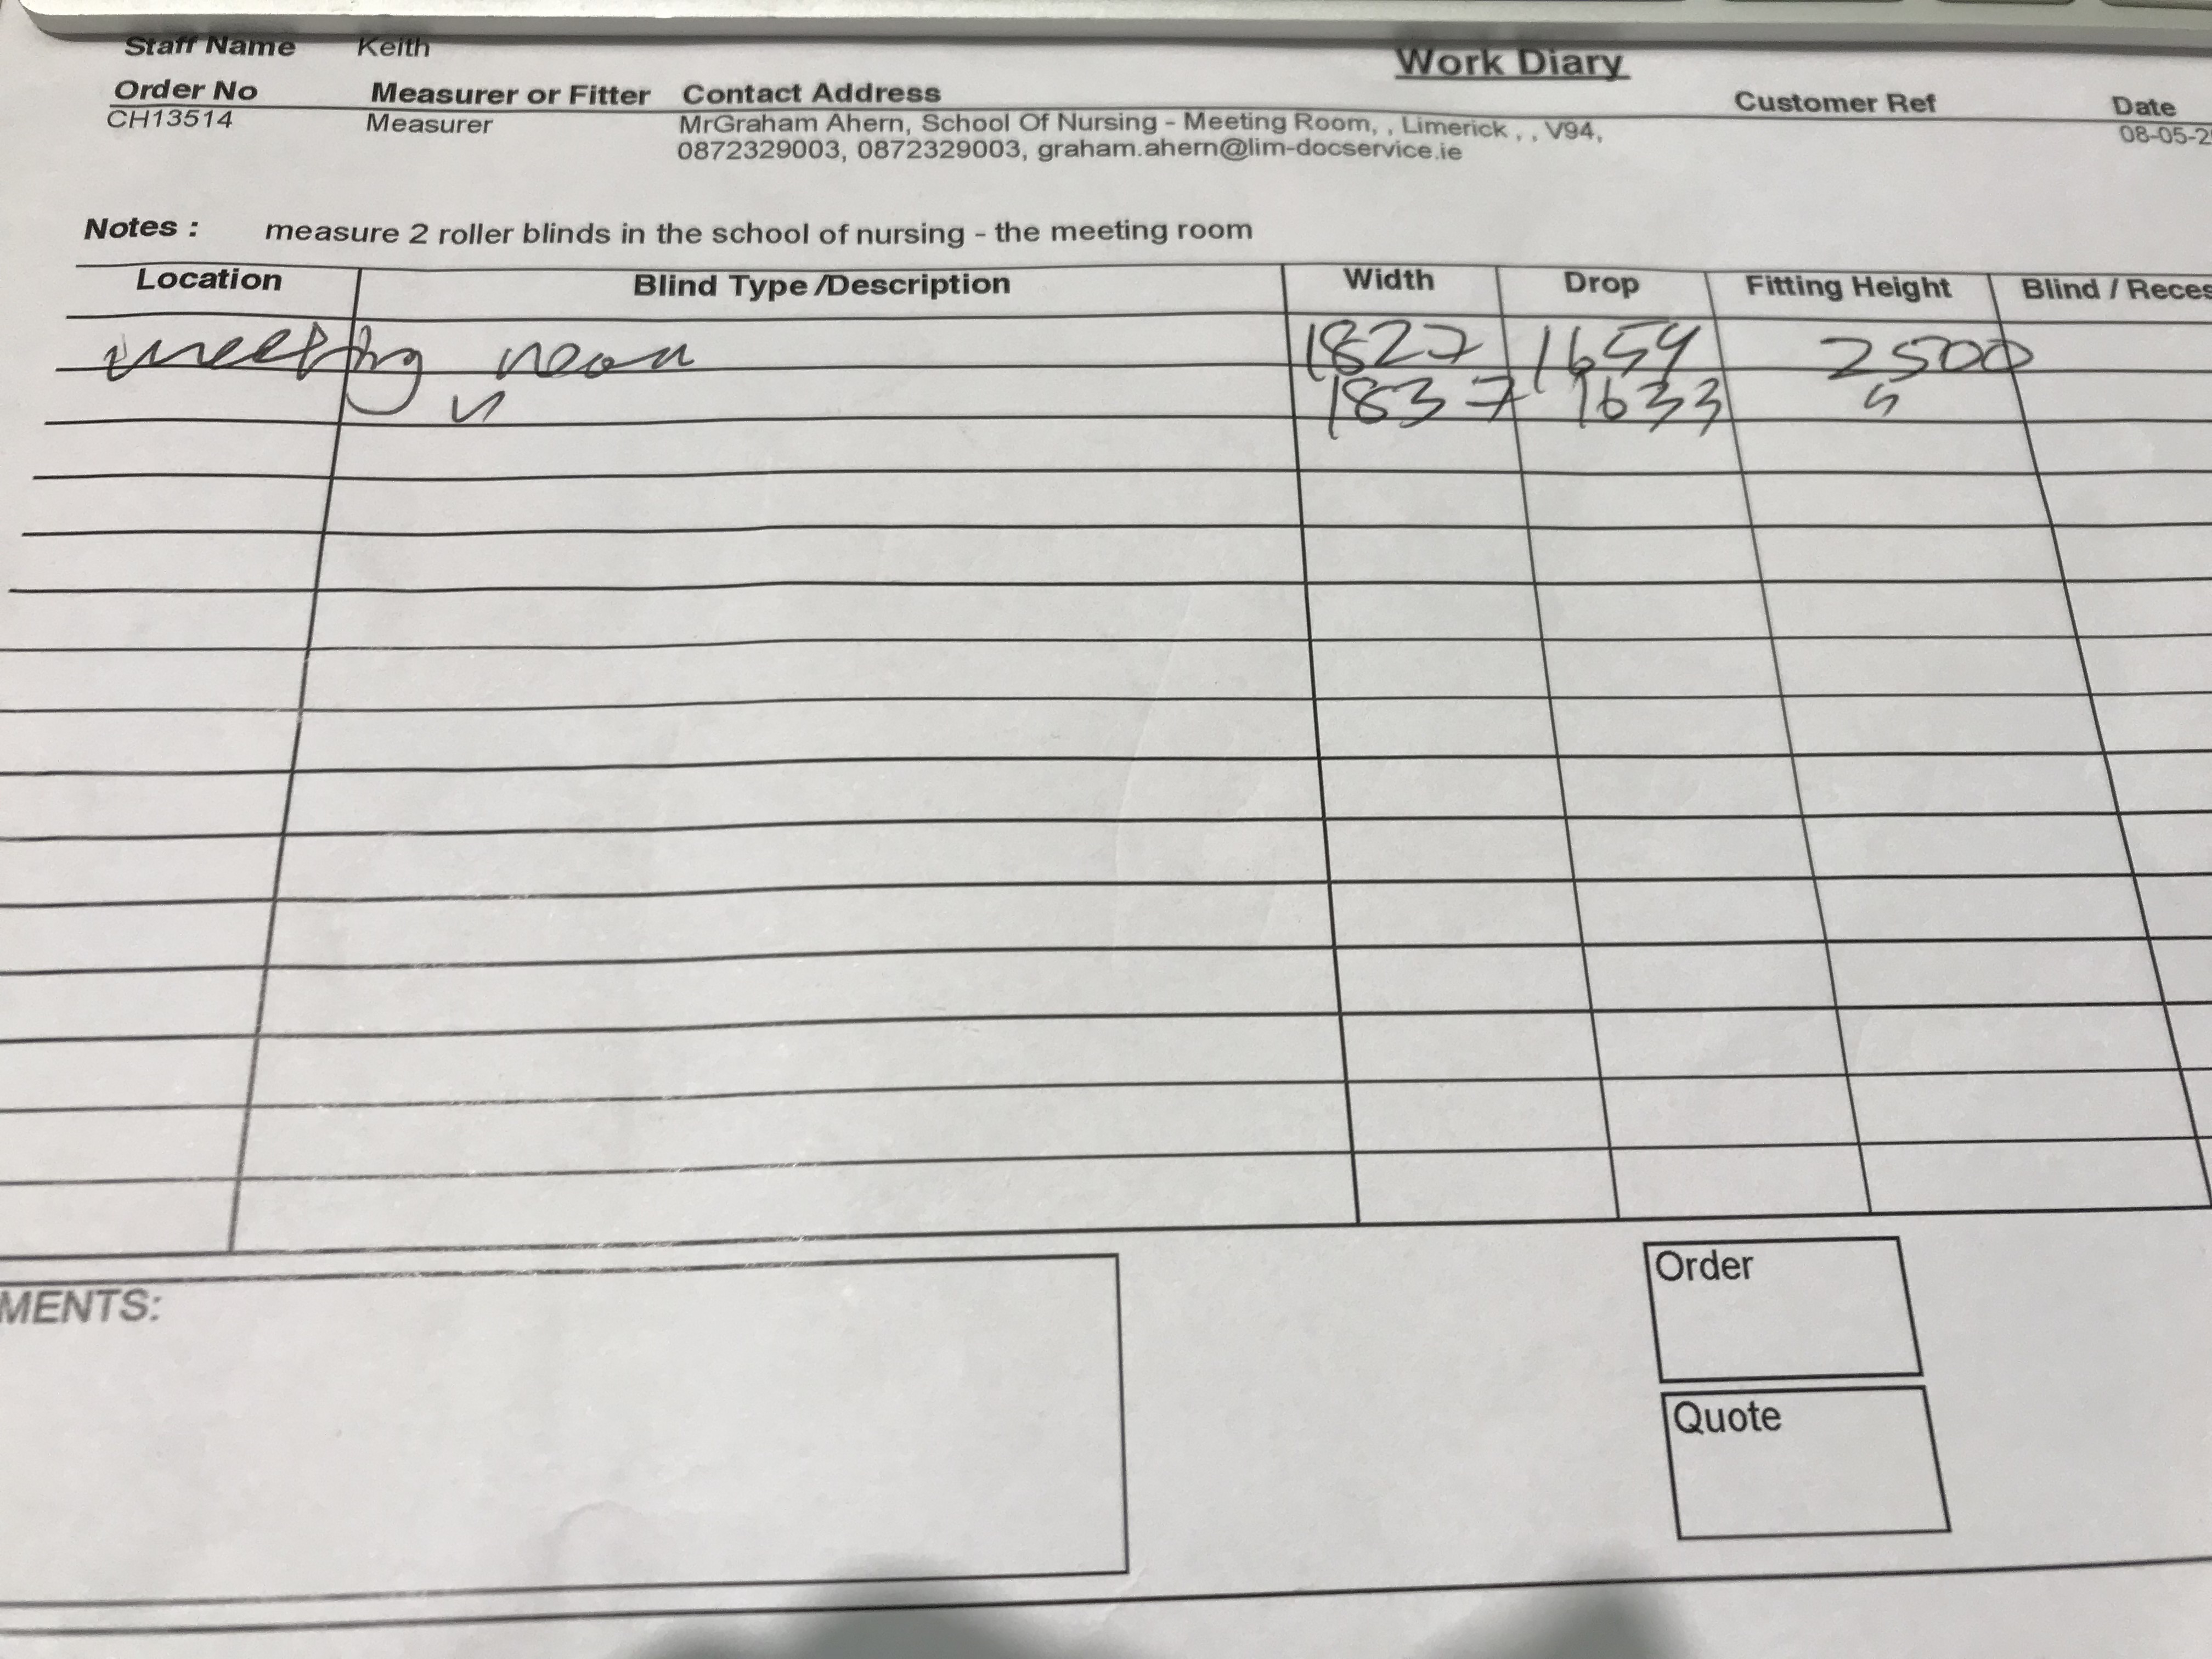 Staff Name Keith
Work Diary
Order No Measurer or Fitter Contact Address Customer Ref Date
CH13514 Measurer MrGraham Ahern, School Of Nursing - Meeting Room, , Limerick , , V94, 08-05-2
0872329003, 0872329003, graham.ahern@lim-docservice.ie
Notes : measure 2 roller blinds in the school of nursing - the meeting room
Location Blind Type /Description Width Drop Fitting Height Blind / Reces
meeting room 1827 1654 2500
" 1837 1633 "
MENTS:
Order
Quote